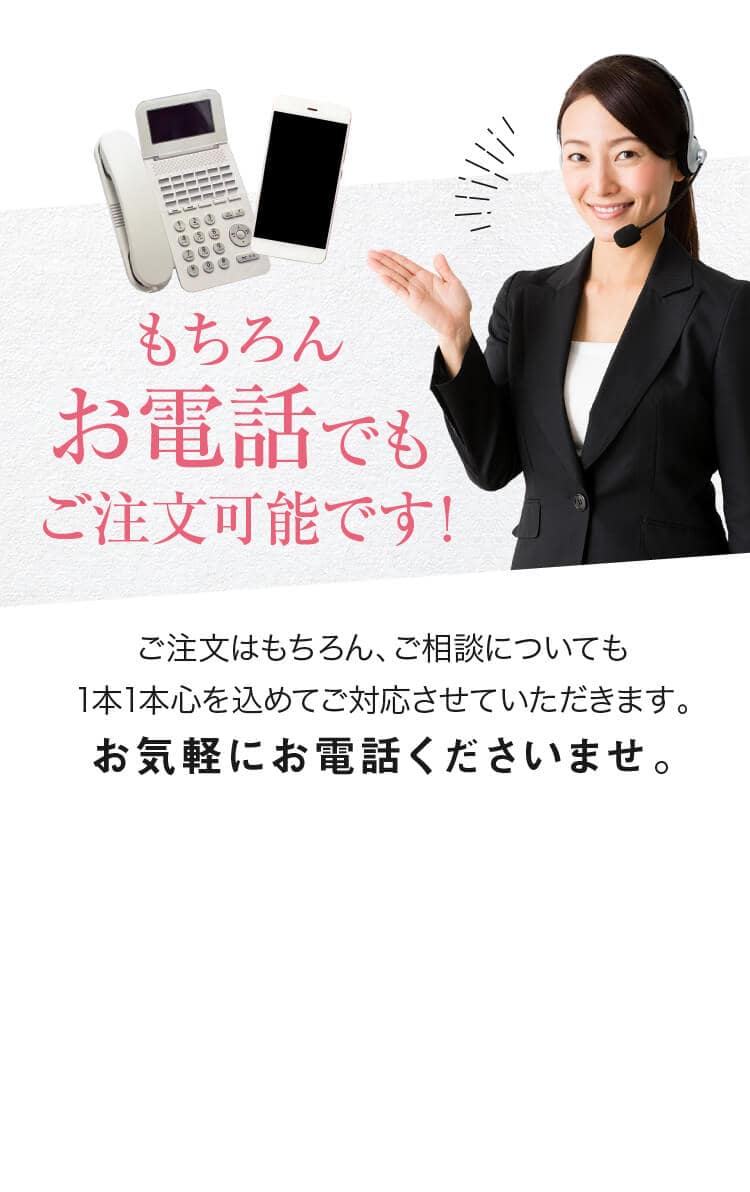 もちろん
お電話でも
ご注文可能です!
ご注文はもちろん、ご相談についても
1本1本心を込めてご対応させていただきます。
お気軽にお電話くださいませ。